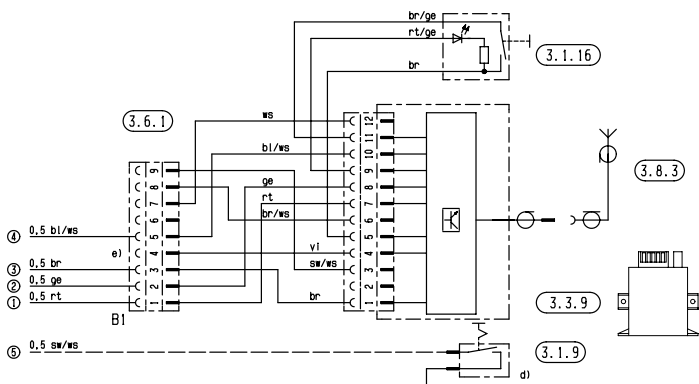 br/ge
rt/ge
br
3.1.16
3.6.1
ws
bl/ws
ge
rt
br/ws
vi
sw/ws
br
12
11
10
9
8
7
6
5
4
3
2
1
9
8
7
6
5
4
3
2
1
3.8.3
④ 0,5 bl/ws
e)
③ 0,5 br
② 0,5 ge
① 0,5 rt
B1
3.3.9
⑤ 0,5 sw/ws
3.1.9
d)